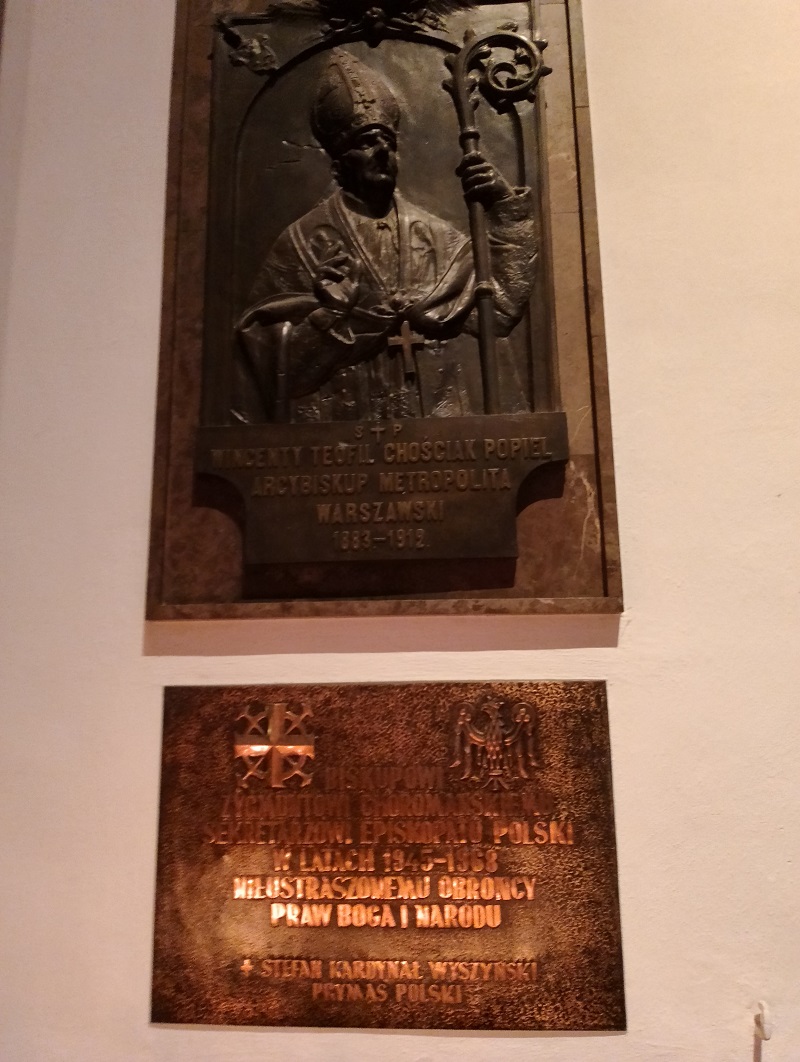 Ś † P
WINCENTY TEOFIL CHOŚCIAK POPIEL
ARCYBISKUP METROPOLITA
WARSZAWSKI
1883-1912.
BISKUPOWI
ZYGMUNTOWI CHOROMAŃSKIEMU
SEKRETARZOWI EPISKOPATU POLSKI
W LATACH 1945-1968
NIEUSTRASZONEMU OBROŃCY
PRAW BOGA I NARODU
+ STEFAN KARDYNAŁ WYSZYŃSKI
PRYMAS POLSKI